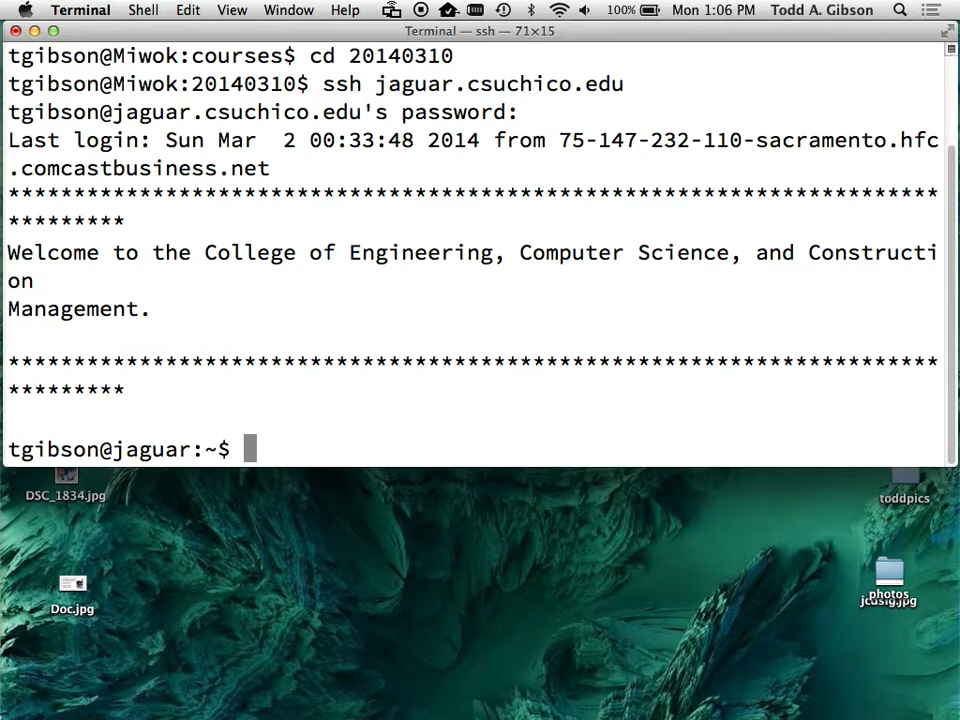 Terminal Shell Edit View Window Help 100% Mon 1:06 PM Todd A. Gibson
Terminal — ssh — 71×15
tgibson@Miwok:courses$ cd 20140310
tgibson@Miwok:20140310$ ssh jaguar.csuchico.edu
tgibson@jaguar.csuchico.edu's password:
Last login: Sun Mar  2 00:33:48 2014 from 75-147-232-110-sacramento.hfc
.comcastbusiness.net
***********************************************************************
*********
Welcome to the College of Engineering, Computer Science, and Constructi
on
Management.
***********************************************************************
*********
tgibson@jaguar:~$
DSC_1834.jpg
toddpics
Doc.jpg
photos